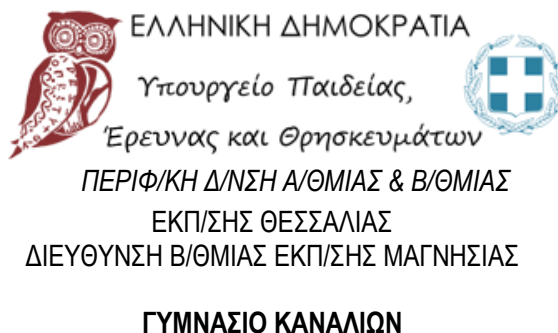 ΕΛΛΗΝΙΚΗ ΔΗΜΟΚΡΑΤΙΑ
Υπουργείο Παιδείας,
Έρευνας και Θρησκευμάτων
ΠΕΡΙΦ/ΚΗ Δ/ΝΣΗ Α/ΘΜΙΑΣ & Β/ΘΜΙΑΣ
ΕΚΠ/ΣΗΣ ΘΕΣΣΑΛΙΑΣ
ΔΙΕΥΘΥΝΣΗ Β/ΘΜΙΑΣ ΕΚΠ/ΣΗΣ ΜΑΓΝΗΣΙΑΣ
ΓΥΜΝΑΣΙΟ ΚΑΝΑΛΙΩΝ